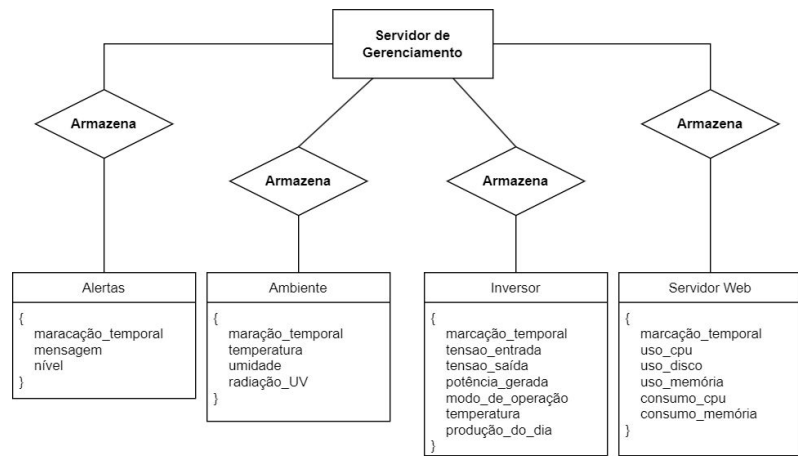 Servidor de
Gerenciamento
Armazena
Armazena
Armazena
Armazena
Alertas
{
maracação_temporal
mensagem
nível
}
Ambiente
{
maração_temporal
temperatura
umidade
radiação_UV
}
Inversor
{
marcação_temporal
tensao_entrada
tensao_saída
potência_gerada
modo_de_operação
temperatura
produção_do_dia
}
Servidor Web
{
marcação_temporal
uso_cpu
uso_disco
uso_memória
consumo_cpu
consumo_memória
}